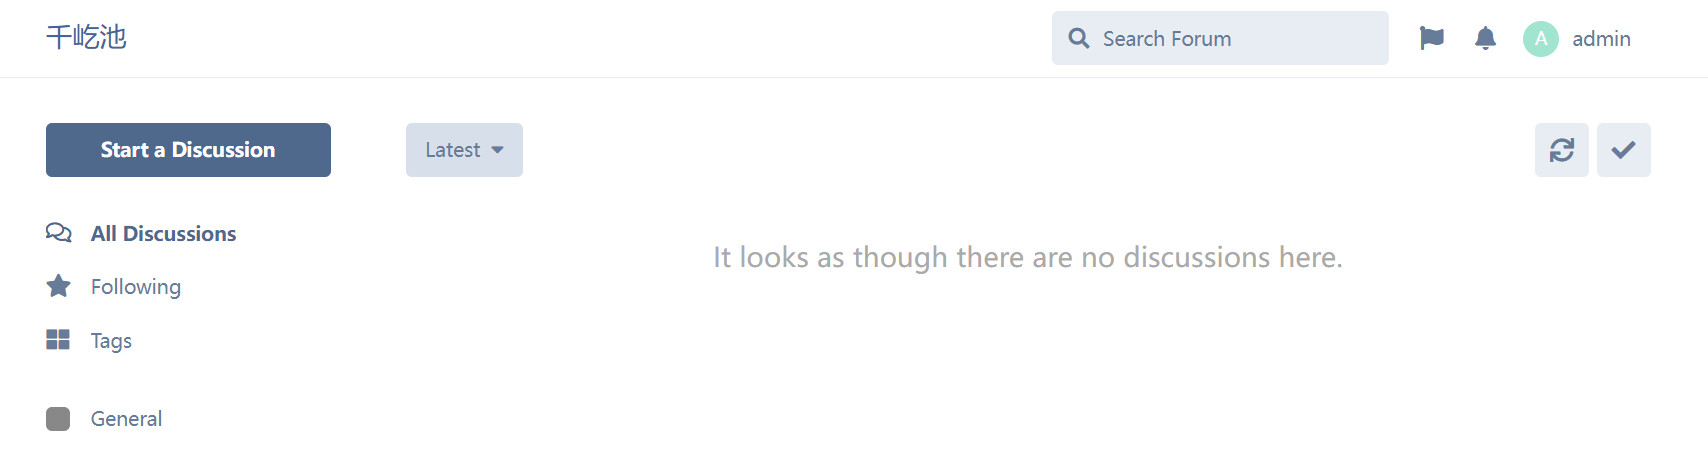 千屹池
Search Forum
A
admin
Start a Discussion
Latest
All Discussions
It looks as though there are no discussions here.
Following
Tags
General